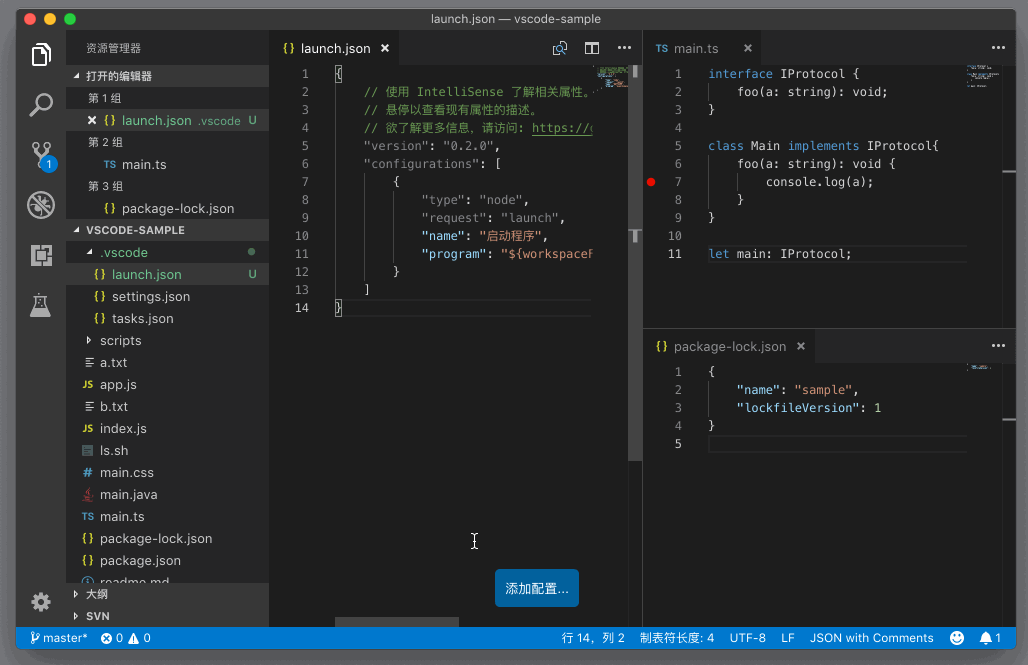 launch.json — vscode-sample
资源管理器
打开的编辑器
第 1 组
launch.json .vscode U
第 2 组
TS main.ts
第 3 组
{} package-lock.json
VSCODE-SAMPLE
.vscode
{} launch.json U
{} settings.json
{} tasks.json
scripts
a.txt
JS app.js
b.txt
JS index.js
ls.sh
# main.css
main.java
TS main.ts
{} package-lock.json
{} package.json
readme.md
大纲
SVN
1
{} launch.json
1 {
2 // 使用 IntelliSense 了解相关属性。
3 // 悬停以查看现有属性的描述。
4 // 欲了解更多信息，请访问: https://
5 "version": "0.2.0",
6 "configurations": [
7 {
8 "type": "node",
9 "request": "launch",
10 "name": "启动程序",
11 "program": "${workspaceF
12 }
13 ]
14 }
添加配置...
TS main.ts
1 interface IProtocol {
2 foo(a: string): void;
3 }
4
5 class Main implements IProtocol{
6 foo(a: string): void {
7 console.log(a);
8 }
9 }
10
11 let main: IProtocol;
{} package-lock.json
1 {
2 "name": "sample",
3 "lockfileVersion": 1
4 }
5
master* 0 0 行 14，列 2 制表符长度: 4 UTF-8 LF JSON with Comments 1